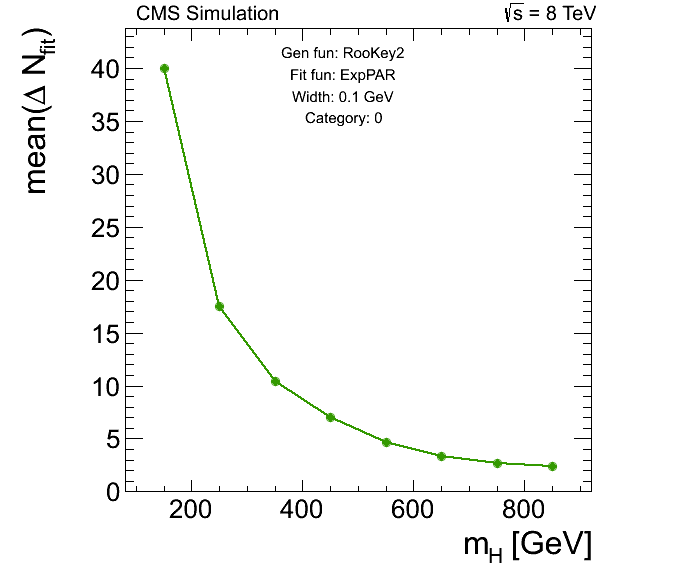 CMS Simulation
√s = 8 TeV
mean(Δ N_fit)
Gen fun: RooKey2
Fit fun: ExpPAR
Width: 0.1 GeV
Category: 0
40
35
30
25
20
15
10
5
0
200 400 600 800
m_H [GeV]